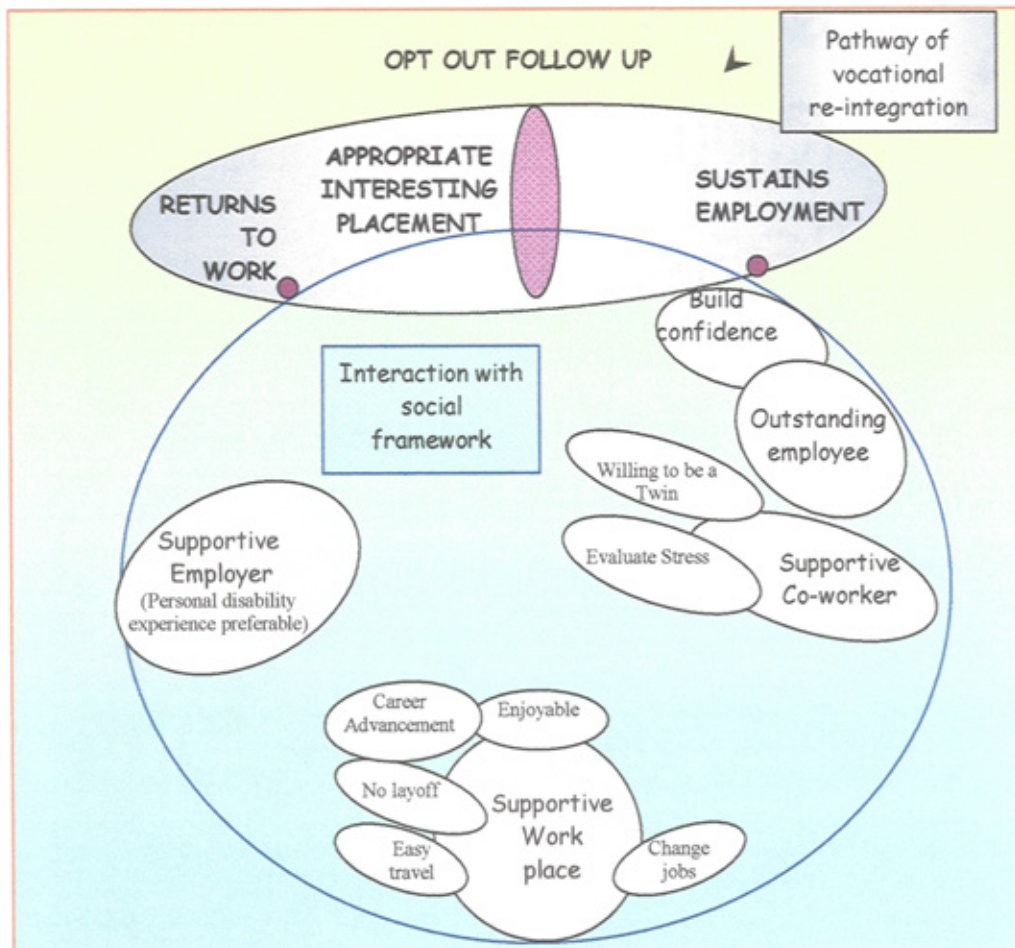 OPT OUT FOLLOW UP
Pathway of
vocational
re-integration
RETURNS
TO
WORK
APPROPRIATE
INTERESTING
PLACEMENT
SUSTAINS
EMPLOYMENT
Build
confidence
Interaction with
social
framework
Outstanding
employee
Willing to be a
Twin
Evaluate Stress
Supportive
Co-worker
Supportive
Employer
(Personal disability
experience preferable)
Career
Advancement
Enjoyable
No layoff
Easy
travel
Supportive
Work
place
Change
jobs